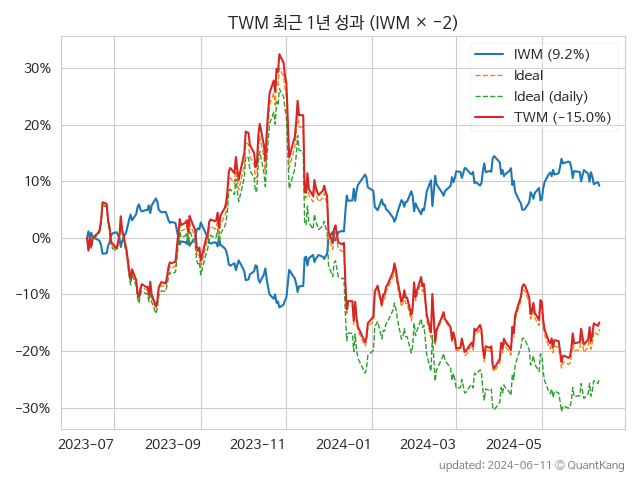 TWM 최근 1년 성과 (IWM × −2)
IWM (9.2%)
Ideal
Ideal (daily)
TWM (−15.0%)
30%
20%
10%
0%
−10%
−20%
−30%
2023-07 2023-09 2023-11 2024-01 2024-03 2024-05
updated: 2024-06-11 © QuantKang